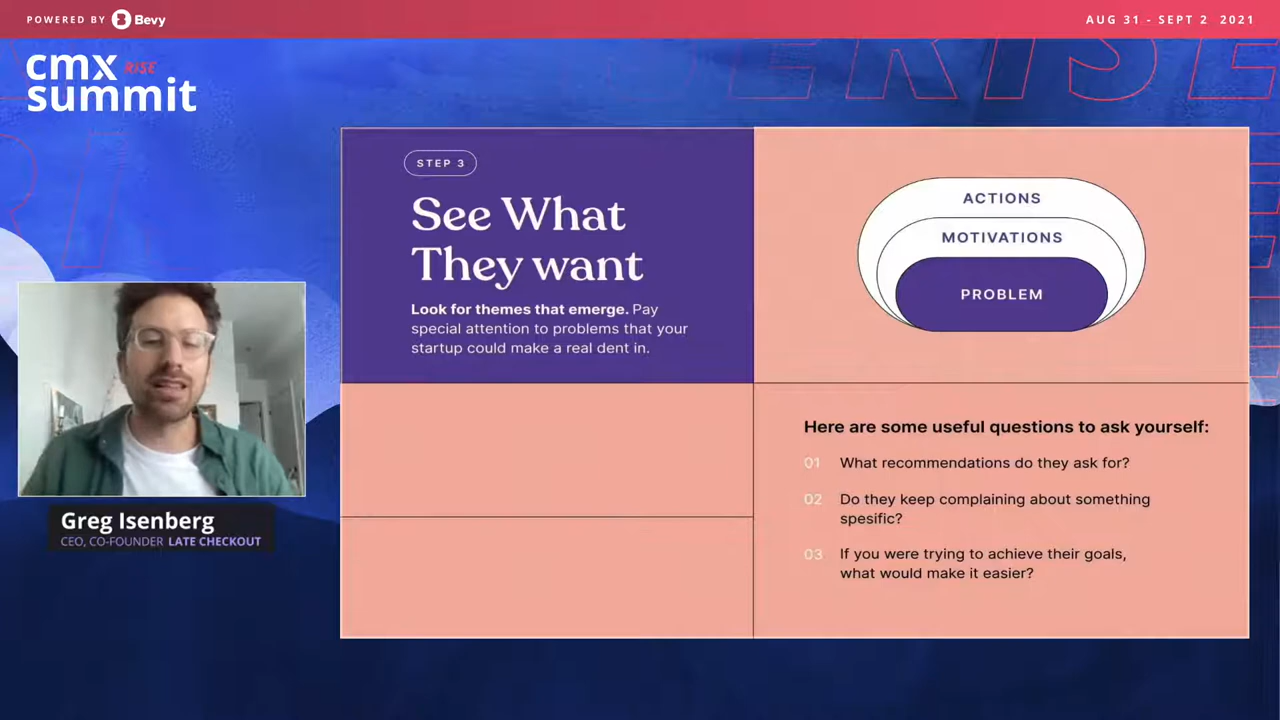 POWERED BY Bevy
AUG 31 - SEPT 2 2021
cmx RISE
summit
ERISE
STEP 3
See What
They want
Look for themes that emerge. Pay
special attention to problems that your
startup could make a real dent in.
ACTIONS
MOTIVATIONS
PROBLEM
Here are some useful questions to ask yourself:
01 What recommendations do they ask for?
02 Do they keep complaining about something
spesific?
03 If you were trying to achieve their goals,
what would make it easier?
Greg Isenberg
CEO, CO-FOUNDER LATE CHECKOUT